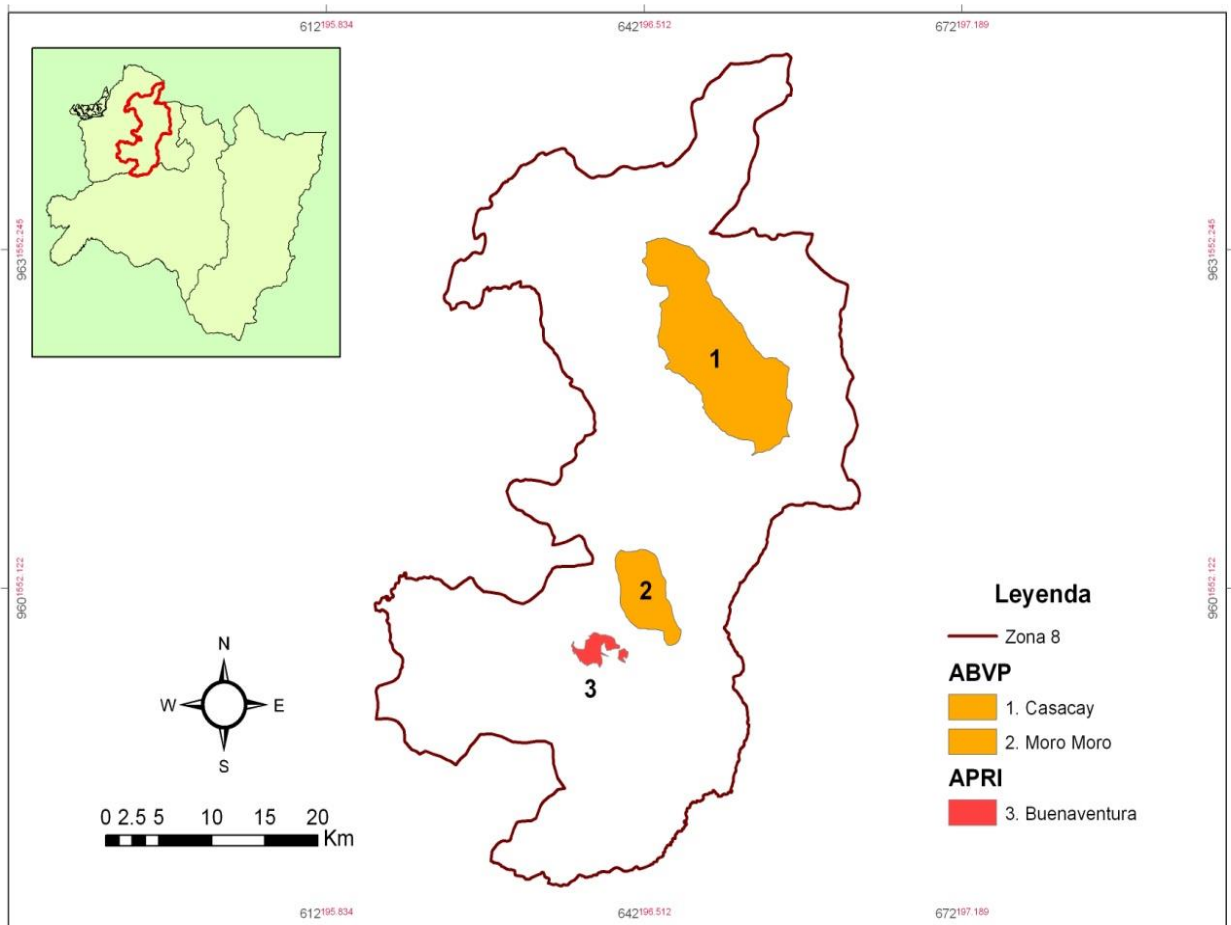 612195.834 642196.512 672197.189
9631552.245 9631552.245
1
2
3
9601552.122 9601552.122
N
W E
S
0 2.5 5 10 15 20
Km
Leyenda
Zona 8
ABVP
1. Casacay
2. Moro Moro
APRI
3. Buenaventura
612195.834 642196.512 672197.189